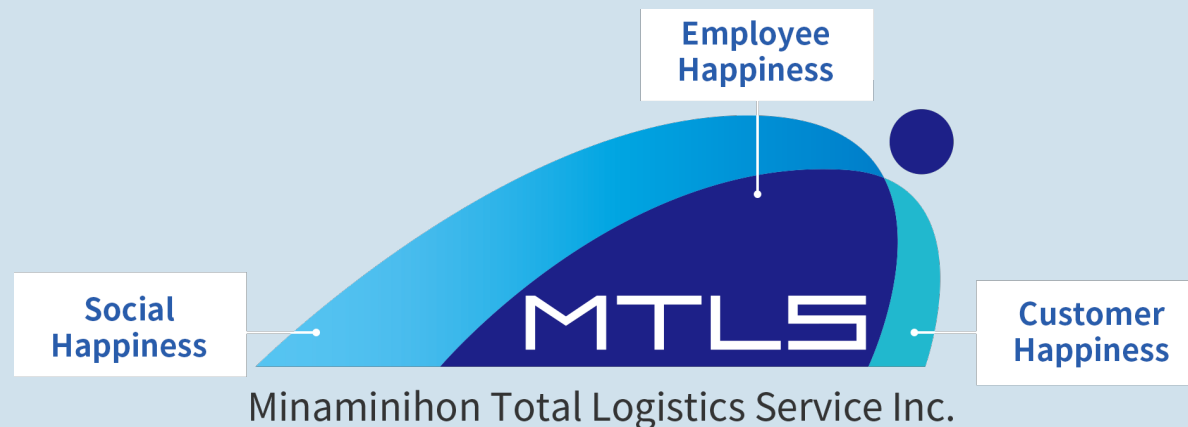 Employee
Happiness
Social
Happiness
MTLS
Customer
Happiness
Minaminihon Total Logistics Service Inc.